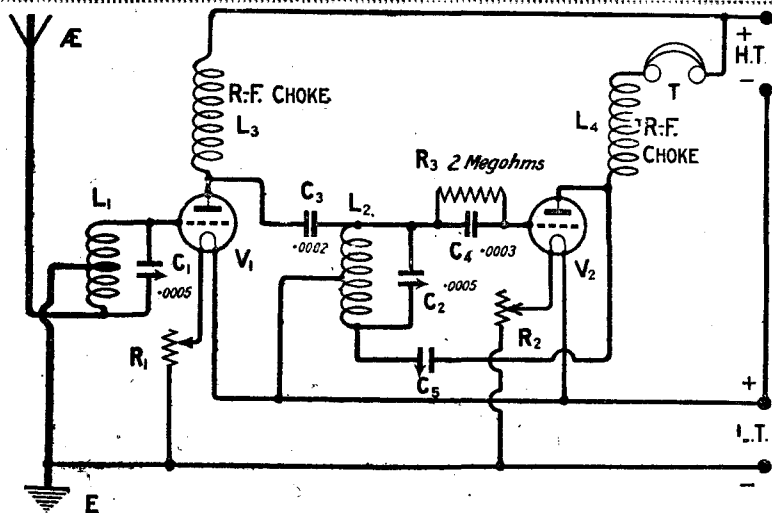 Æ
R-F. CHOKE
L3
+
H.T.
–
T
L4
R-F.
CHOKE
R3 2 Megohms
L1
C3
L2
.0002
C4 .0003
C1
.0005
V1
V2
C2
.0005
R1
R2
C5
+
L.T.
–
E